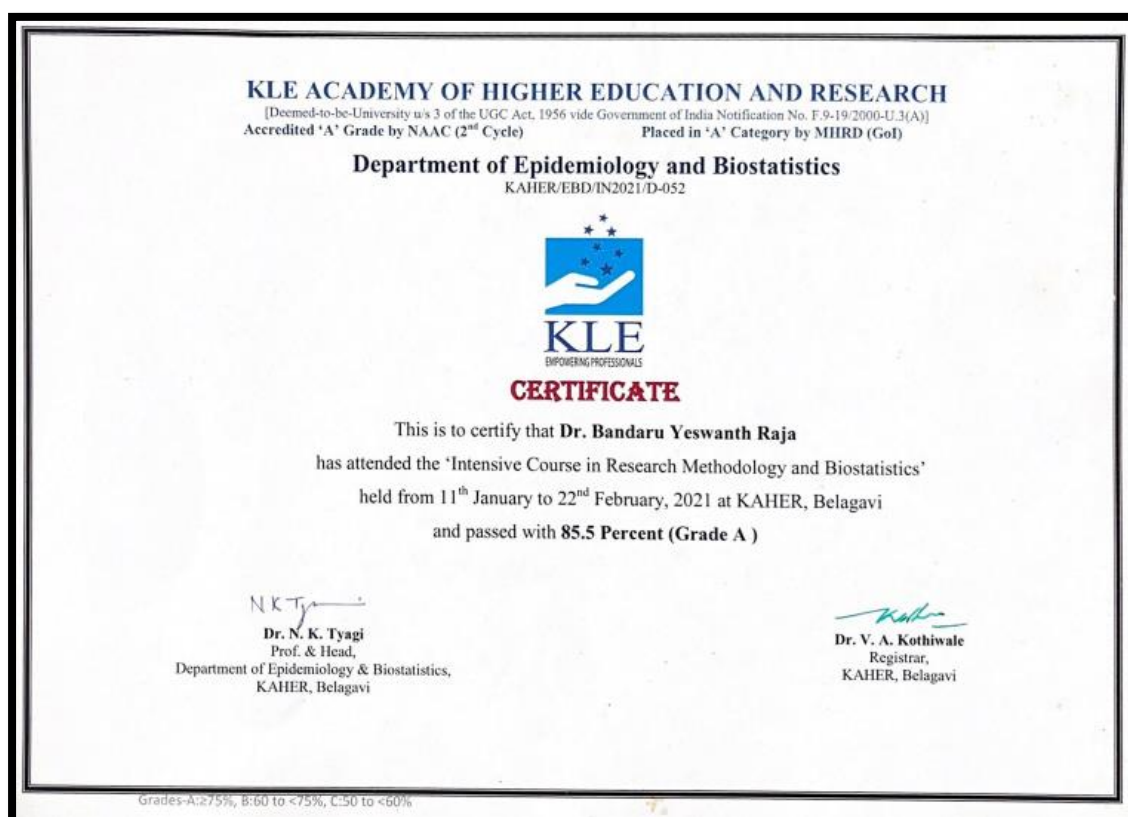 KLE ACADEMY OF HIGHER EDUCATION AND RESEARCH
[Deemed-to-be-University u/s 3 of the UGC Act, 1956 vide Government of India Notification No. F.9-19/2000-U.3(A)]
Accredited 'A' Grade by NAAC (2nd Cycle) Placed in 'A' Category by MHRD (GoI)
Department of Epidemiology and Biostatistics
KAHER/EBD/IN2021/D-052
KLE
EMPOWERING PROFESSIONALS
CERTIFICATE
This is to certify that Dr. Bandaru Yeswanth Raja
has attended the 'Intensive Course in Research Methodology and Biostatistics'
held from 11th January to 22nd February, 2021 at KAHER, Belagavi
and passed with 85.5 Percent (Grade A )
N K
Dr. N. K. Tyagi
Prof. & Head,
Department of Epidemiology & Biostatistics,
KAHER, Belagavi
Dr. V. A. Kothiwale
Registrar,
KAHER, Belagavi
Grades-A:≥75%, B:60 to <75%, C:50 to <60%